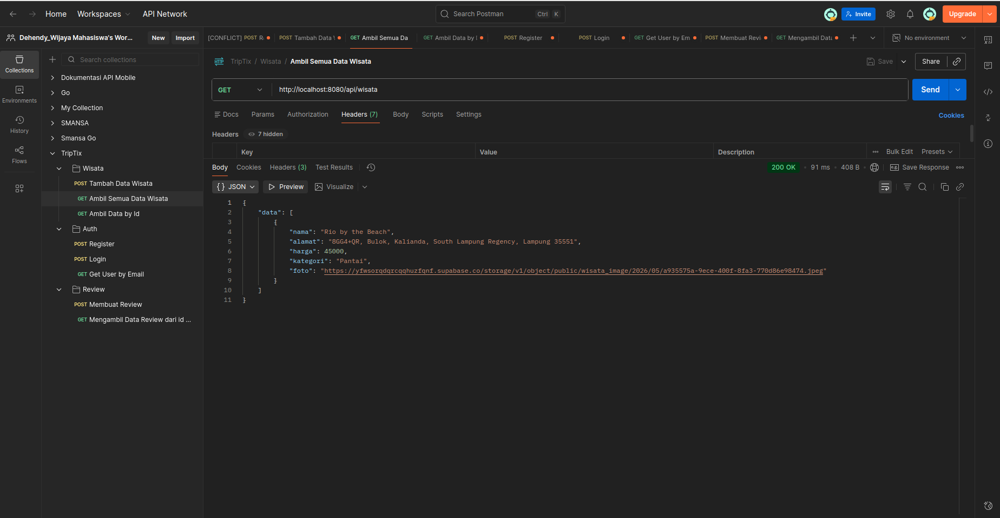 Home Workspaces API Network Search Postman Ctrl K Invite Upgrade
Dehendy_Wijaya Mahasiswa's Wor... New Import [CONFLICT] POST R POST Tambah Data GET Ambil Semua Da GET Ambil Data by POST Register POST Login GET Get User by Em POST Membuat Revi GET Mengambil Data No environment
Collections
Environments
History
Flows
Search collections
Dokumentasi API Mobile
Go
My Collection
SMANSA
Smansa Go
TripTix
Wisata
POST Tambah Data Wisata
GET Ambil Semua Data Wisata
GET Ambil Data by Id
Auth
POST Register
POST Login
GET Get User by Email
Review
POST Membuat Review
GET Mengambil Data Review dari id ...
HTTP TripTix / Wisata / Ambil Semua Data Wisata Save Share
GET http://localhost:8080/api/wisata Send
Docs Params Authorization Headers (7) Body Scripts Settings Cookies
Headers 7 hidden
Key Value Description Bulk Edit Presets
Body Cookies Headers (3) Test Results 200 OK 91 ms 408 B e.g. Save Response
{} JSON Preview Visualize
1 {
2 "data": [
3 {
4 "nama": "Rio by the Beach",
5 "alamat": "8GG4+QR, Bulok, Kalianda, South Lampung Regency, Lampung 35551",
6 "harga": 45000,
7 "kategori": "Pantai",
8 "foto": "https://yfwsorqdqrcqqhuzfqnf.supabase.co/storage/v1/object/public/wisata_image/2026/05/a935575a-9ece-400f-8fa3-770d86e98474.jpeg"
9 }
10 ]
11 }